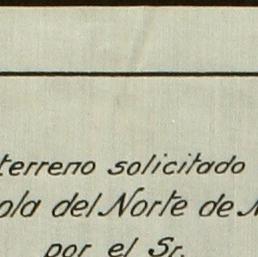 terreno solicitado
ola del Norte de
por el Sr.